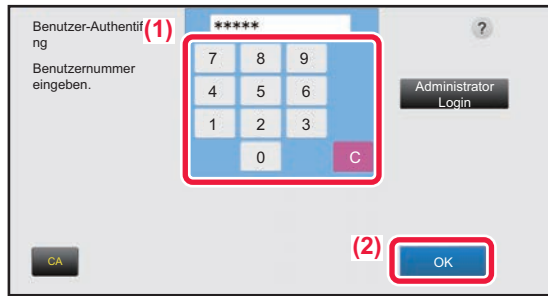 Benutzer-Authentif
ng
(1)
*****
?
Benutzernummer
eingeben.
7 8 9
4 5 6
1 2 3
0 C
Administrator
Login
(2)
CA
OK